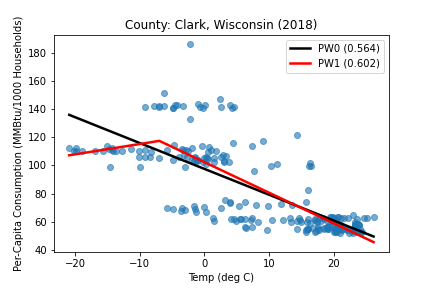 County: Clark, Wisconsin (2018)
Per-Capita Consumption (MMBtu/1000 Households)
180
160
140
120
100
80
60
40
PW0 (0.564)
PW1 (0.602)
−20
−10
0
10
20
Temp (deg C)